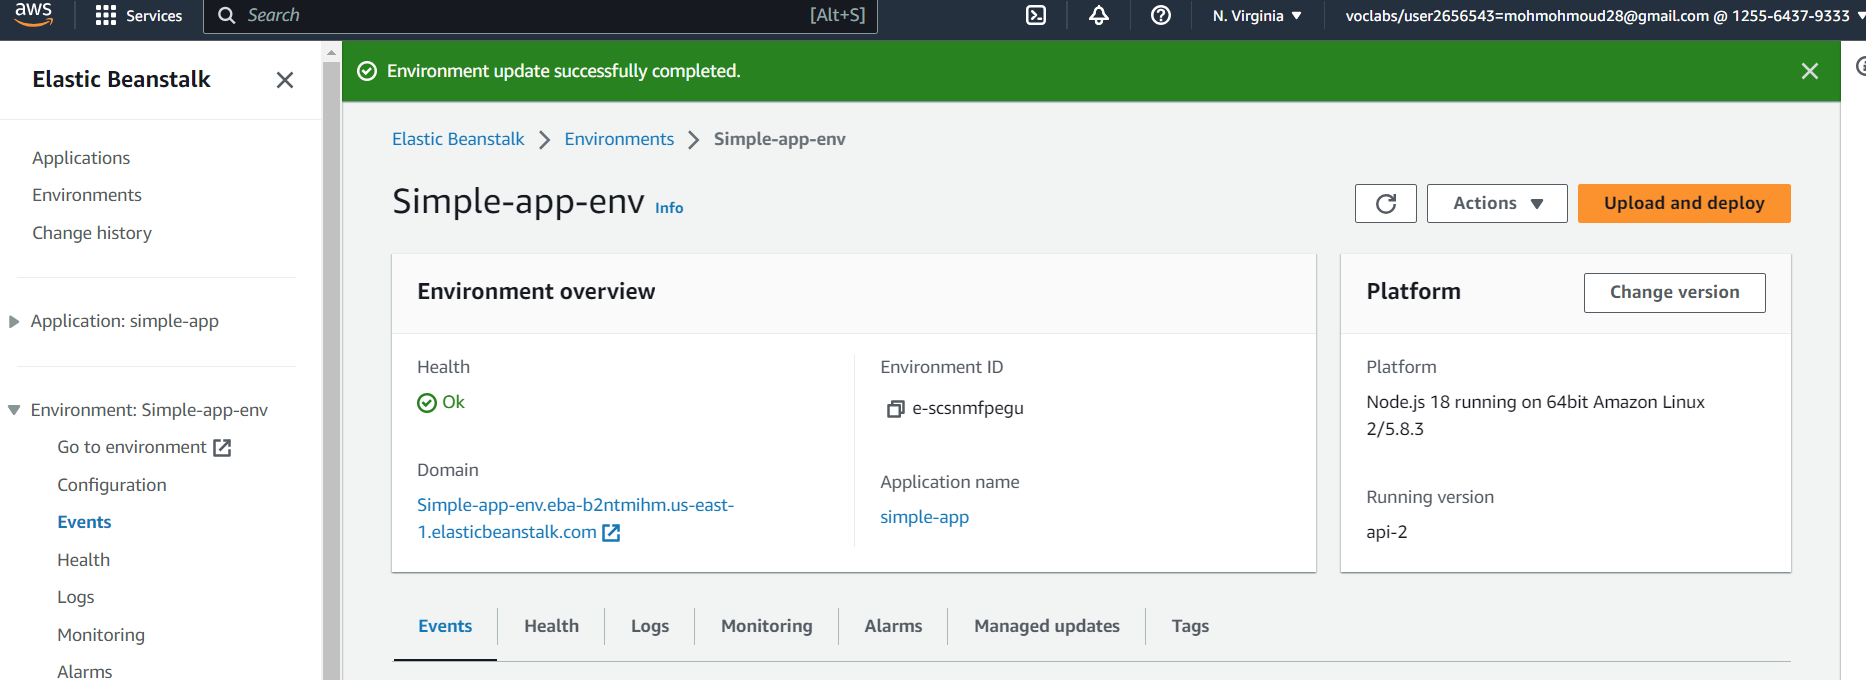 aws
Services
Search
[Alt+S]
N. Virginia
voclabs/user2656543=mohmohmoud28@gmail.com @ 1255-6437-9333
Elastic Beanstalk
Applications
Environments
Change history
Application: simple-app
Environment: Simple-app-env
Go to environment
Configuration
Events
Health
Logs
Monitoring
Alarms
Environment update successfully completed.
Elastic Beanstalk
Environments
Simple-app-env
Simple-app-env Info
Actions
Upload and deploy
Environment overview
Health
Ok
Domain
Simple-app-env.eba-b2ntmihm.us-east-
1.elasticbeanstalk.com
Environment ID
e-scsnmfpegu
Application name
simple-app
Platform
Change version
Platform
Node.js 18 running on 64bit Amazon Linux
2/5.8.3
Running version
api-2
Events
Health
Logs
Monitoring
Alarms
Managed updates
Tags